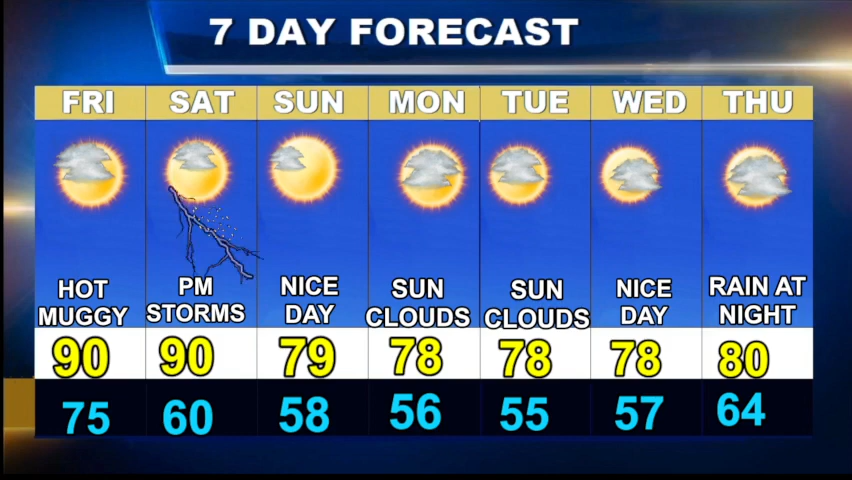 7 DAY FORECAST
FRI SAT SUN MON TUE WED THU
HOT MUGGY
PM STORMS
NICE DAY
SUN CLOUDS
SUN CLOUDS
NICE DAY
RAIN AT NIGHT
90 90 79 78 78 78 80
75 60 58 56 55 57 64